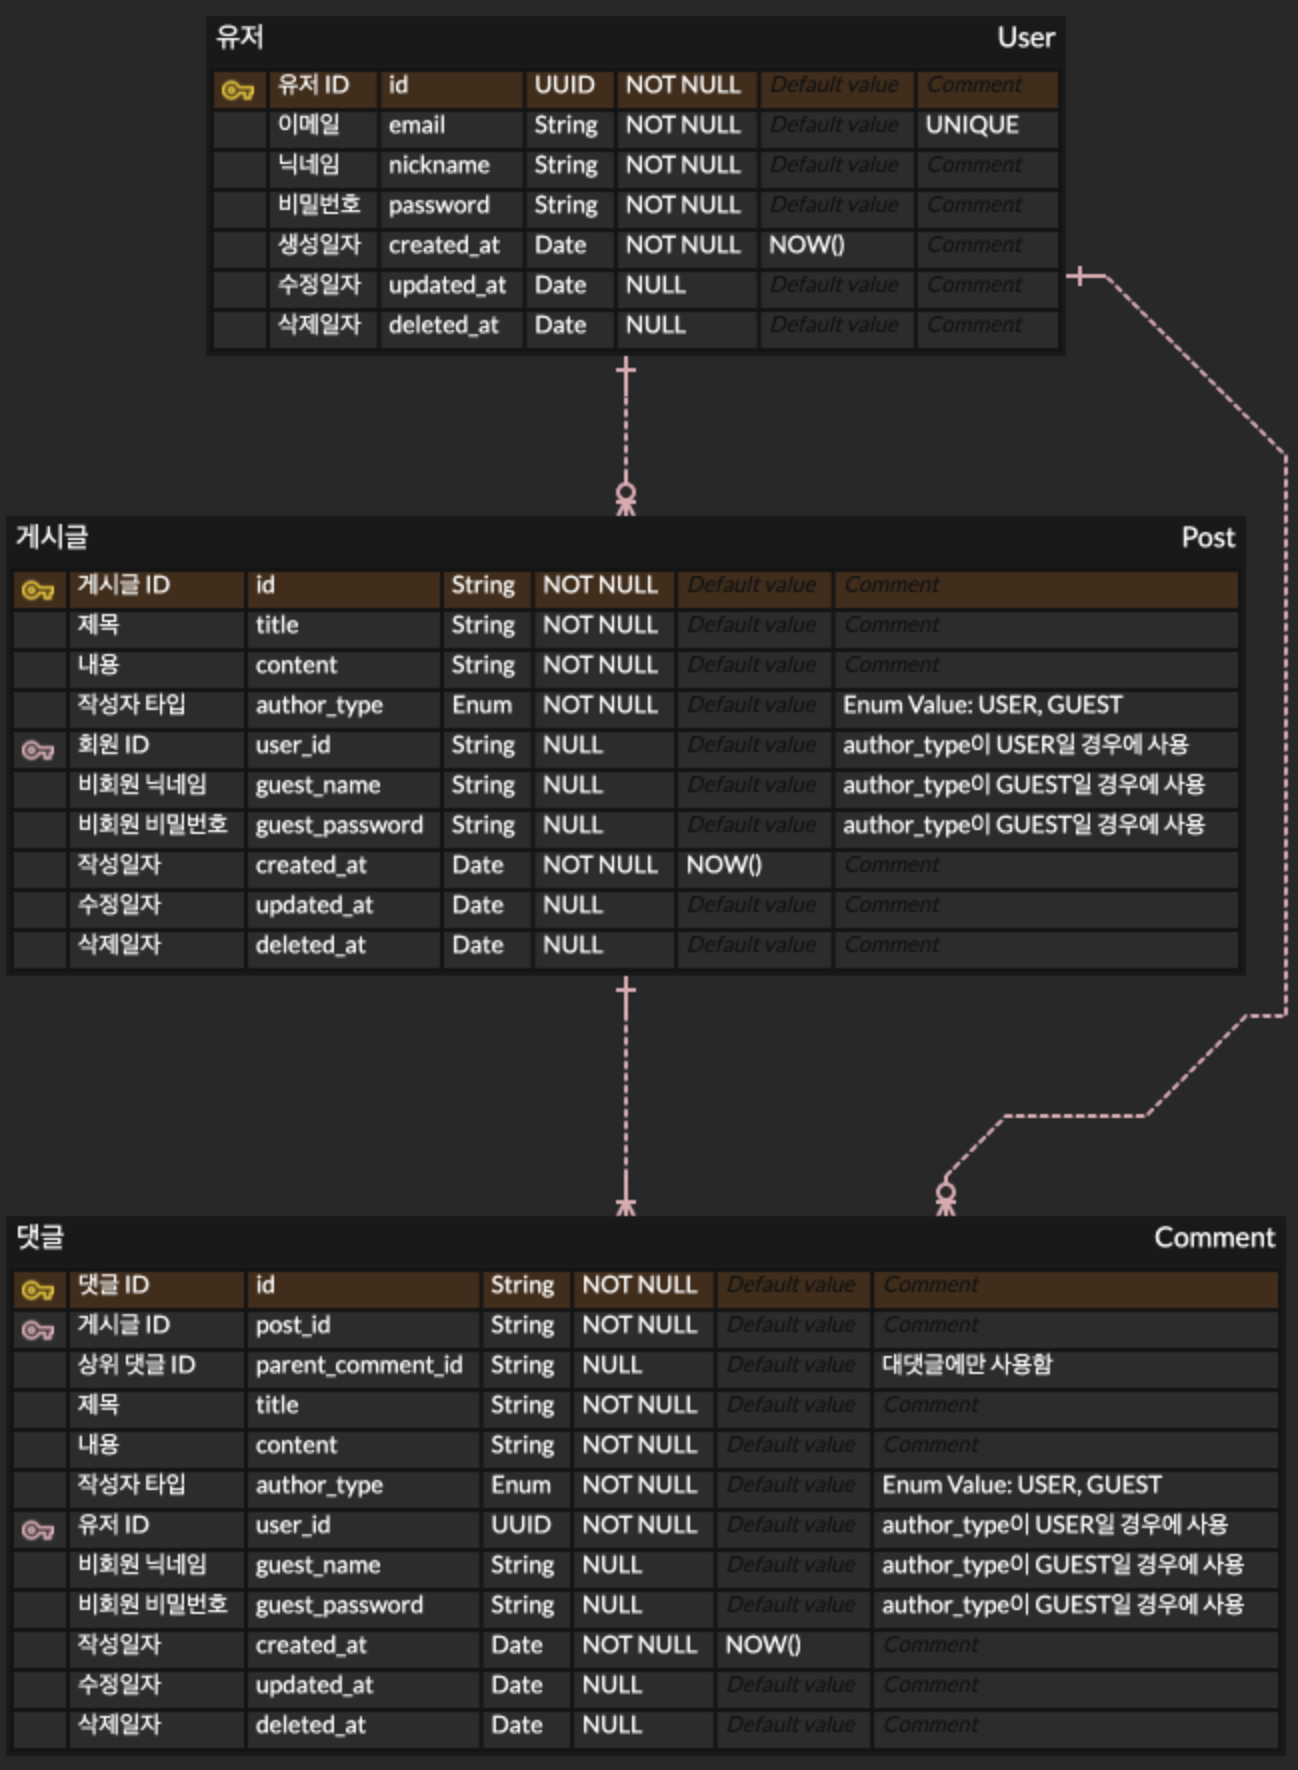 유저 User
유저 ID id UUID NOT NULL Default value Comment
이메일 email String NOT NULL Default value UNIQUE
닉네임 nickname String NOT NULL Default value Comment
비밀번호 password String NOT NULL Default value Comment
생성일자 created_at Date NOT NULL NOW() Comment
수정일자 updated_at Date NULL Default value Comment
삭제일자 deleted_at Date NULL Default value Comment
게시글 Post
게시글 ID id String NOT NULL Default value Comment
제목 title String NOT NULL Default value Comment
내용 content String NOT NULL Default value Comment
작성자 타입 author_type Enum NOT NULL Default value Enum Value: USER, GUEST
회원 ID user_id String NULL Default value author_type이 USER일 경우에 사용
비회원 닉네임 guest_name String NULL Default value author_type이 GUEST일 경우에 사용
비회원 비밀번호 guest_password String NULL Default value author_type이 GUEST일 경우에 사용
작성일자 created_at Date NOT NULL NOW() Comment
수정일자 updated_at Date NULL Default value Comment
삭제일자 deleted_at Date NULL Default value Comment
댓글 Comment
댓글 ID id String NOT NULL Default value Comment
게시글 ID post_id String NOT NULL Default value Comment
상위 댓글 ID parent_comment_id String NULL Default value 대댓글에만 사용함
제목 title String NOT NULL Default value Comment
내용 content String NOT NULL Default value Comment
작성자 타입 author_type Enum NOT NULL Default value Enum Value: USER, GUEST
유저 ID user_id UUID NOT NULL Default value author_type이 USER일 경우에 사용
비회원 닉네임 guest_name String NULL Default value author_type이 GUEST일 경우에 사용
비회원 비밀번호 guest_password String NULL Default value author_type이 GUEST일 경우에 사용
작성일자 created_at Date NOT NULL NOW() Comment
수정일자 updated_at Date NULL Default value Comment
삭제일자 deleted_at Date NULL Default value Comment